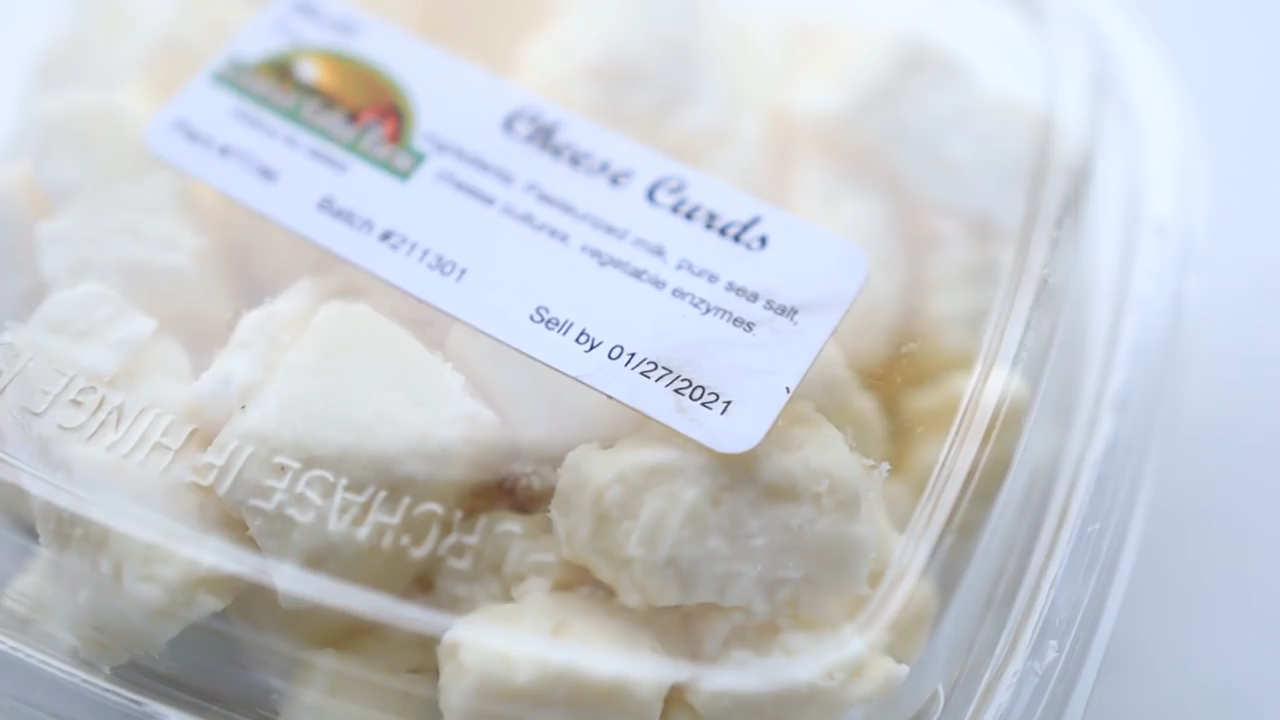 Cheese Curds
Ingredients: Pasteurized milk, pure sea salt,
cheese cultures, vegetable enzymes.
Batch #211301
Sell by 01/27/2021
PURCHASE IF HINGE